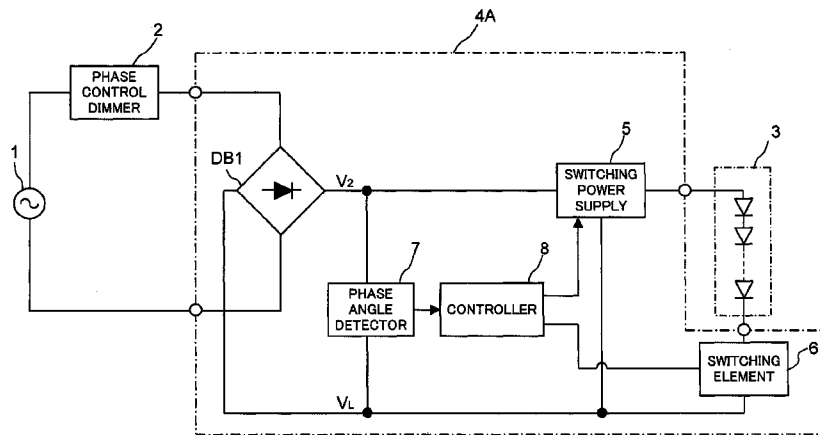 4A
2
PHASE
CONTROL
DIMMER
5
3
1
DB1
V2
SWITCHING
POWER
SUPPLY
7
8
PHASE
ANGLE
DETECTOR
CONTROLLER
SWITCHING
ELEMENT
6
VL